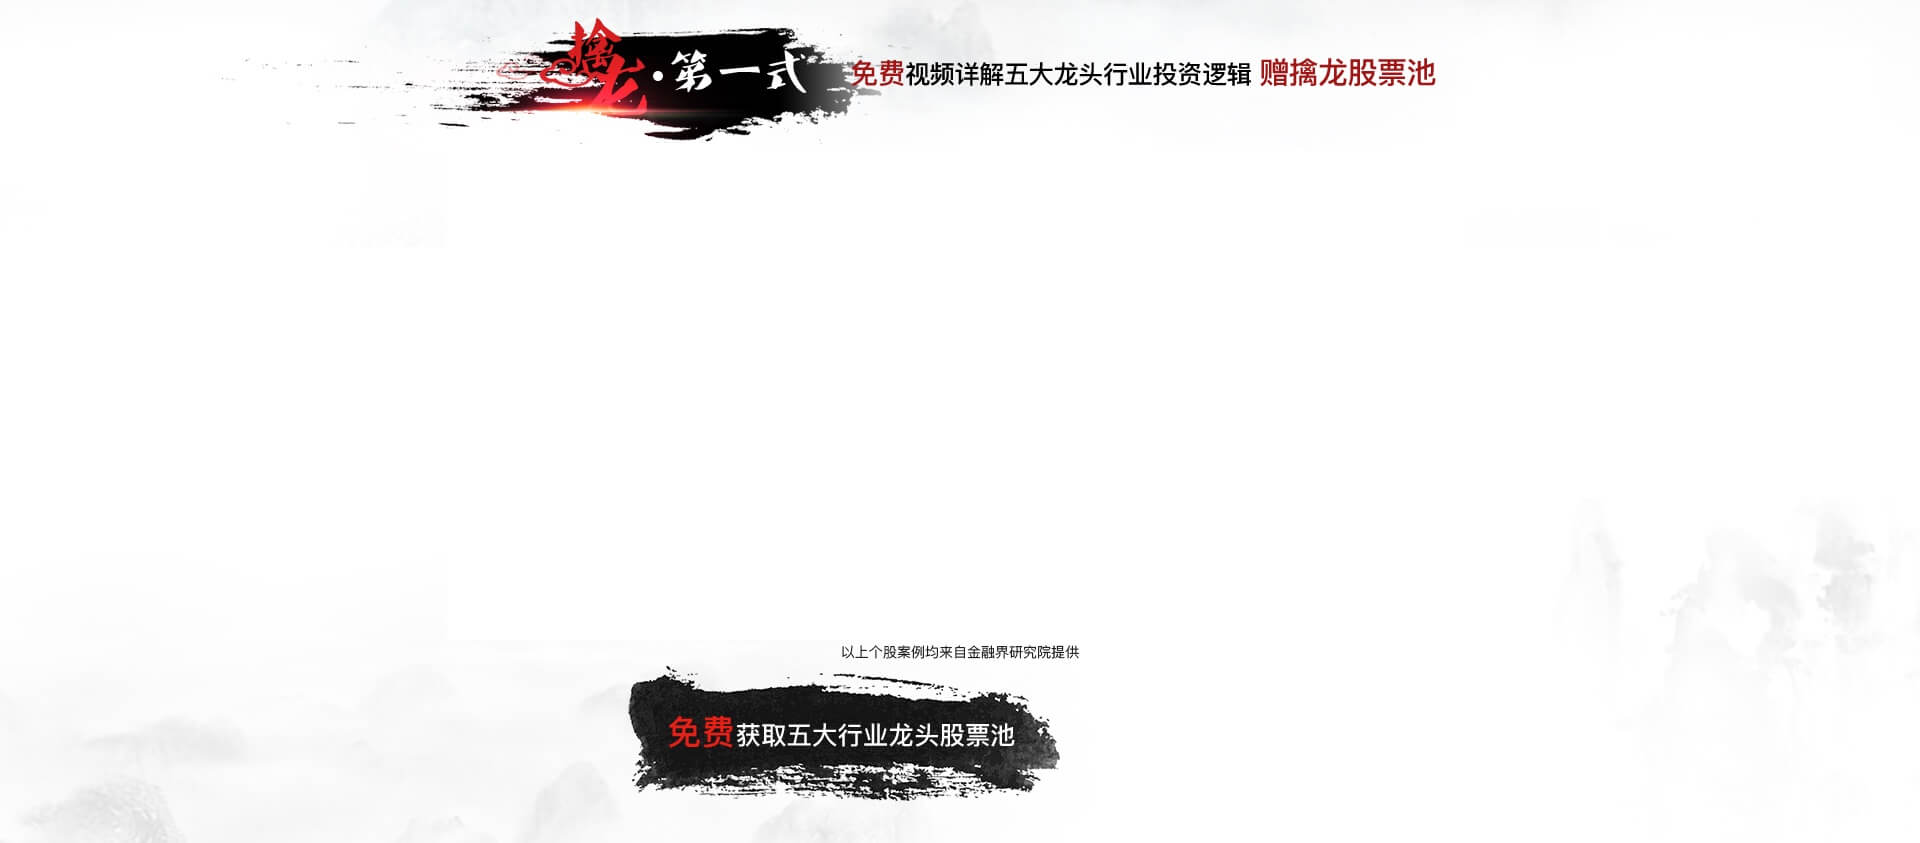 擒龙·第一式 免费视频详解五大龙头行业投资逻辑 赠擒龙股票池
以上个股案例均来自金融界研究院提供
免费获取五大行业龙头股票池